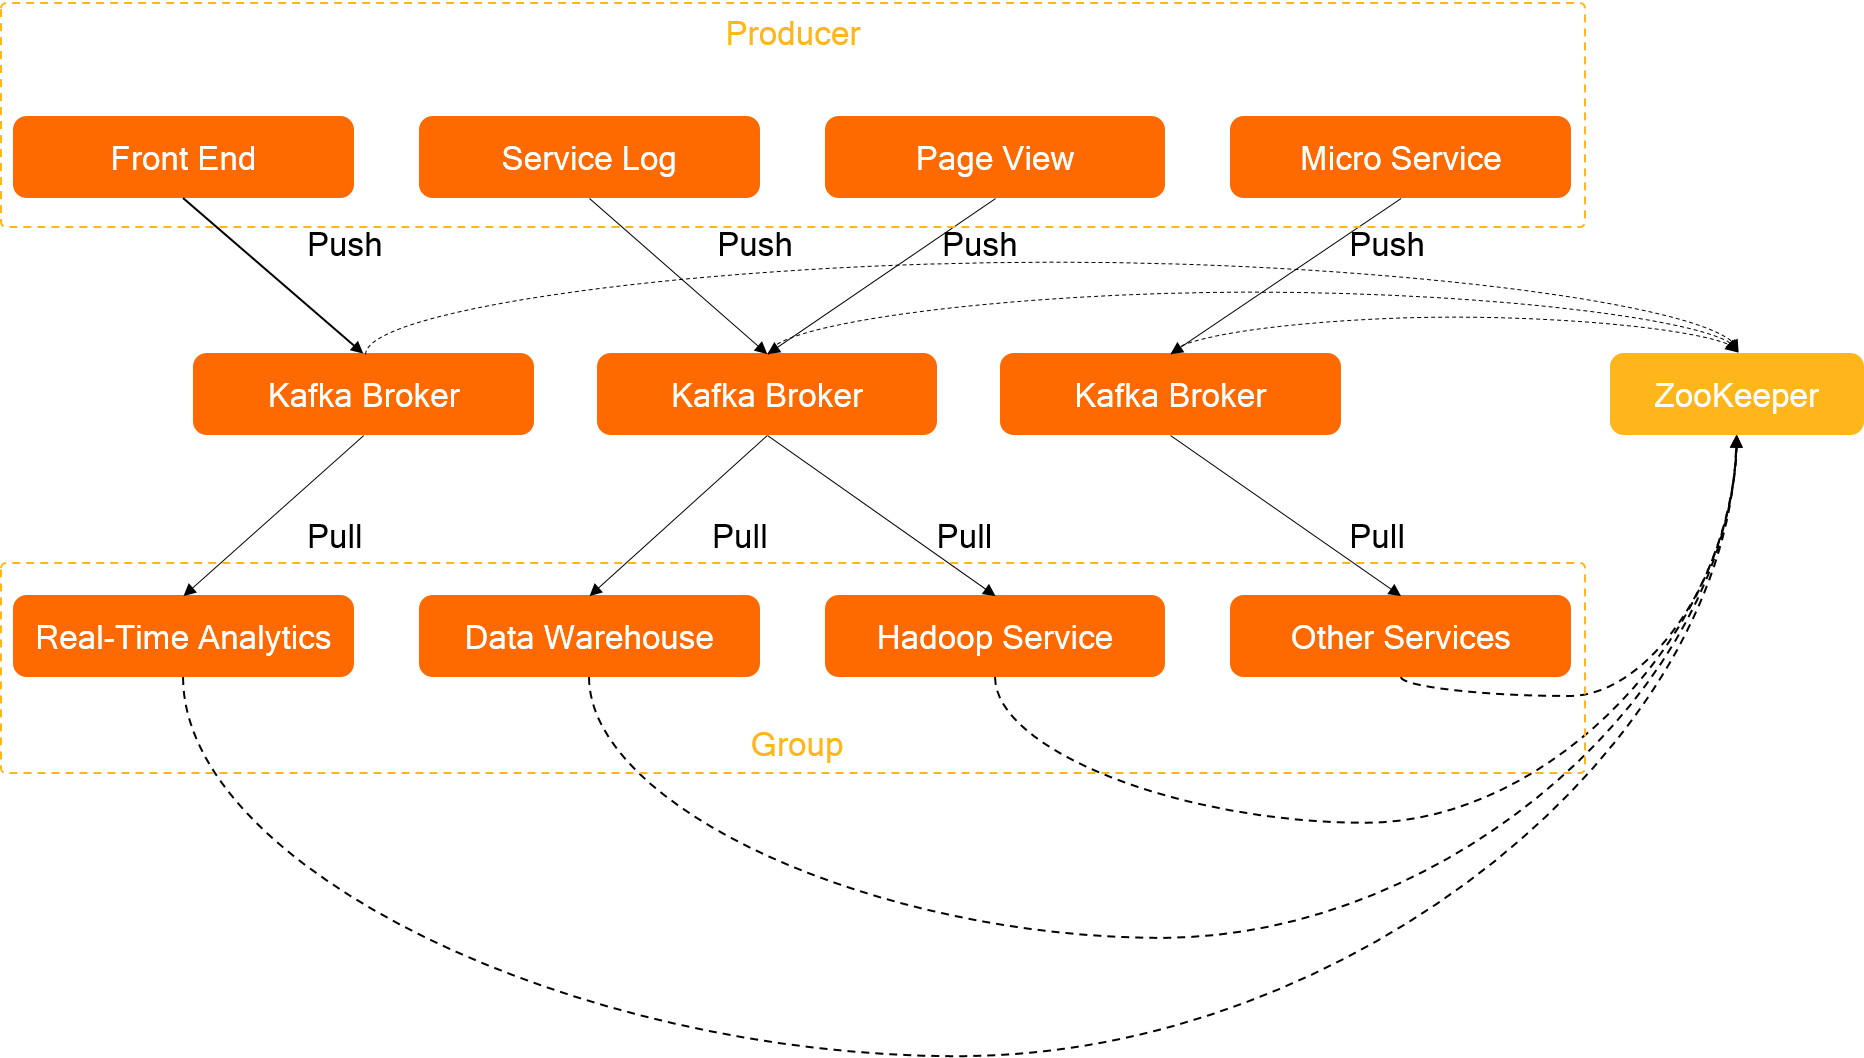 Producer
Front End
Service Log
Page View
Micro Service
Push
Push
Push
Push
Kafka Broker
Kafka Broker
Kafka Broker
ZooKeeper
Pull
Pull
Pull
Pull
Real-Time Analytics
Data Warehouse
Hadoop Service
Other Services
Group